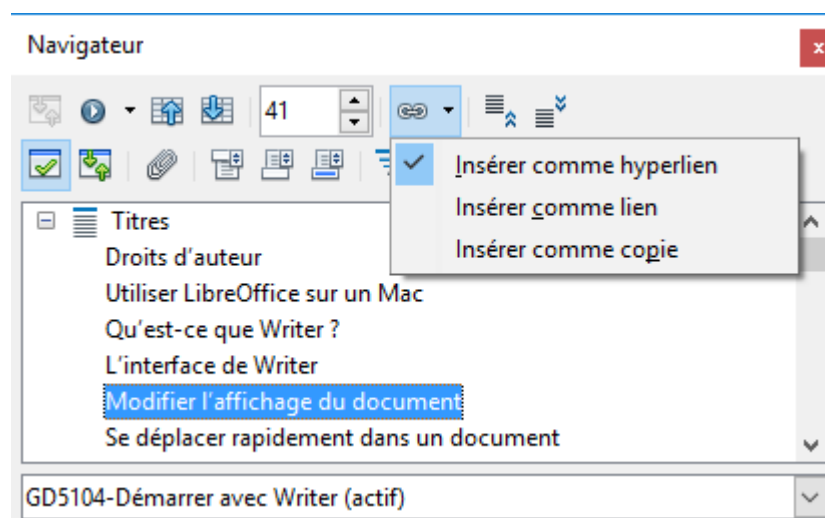 Navigateur
x
41
Insérer comme hyperlien
Insérer comme lien
Insérer comme copie
Titres
Droits d’auteur
Utiliser LibreOffice sur un Mac
Qu’est-ce que Writer ?
L’interface de Writer
Modifier l’affichage du document
Se déplacer rapidement dans un document
GD5104-Démarrer avec Writer (actif)